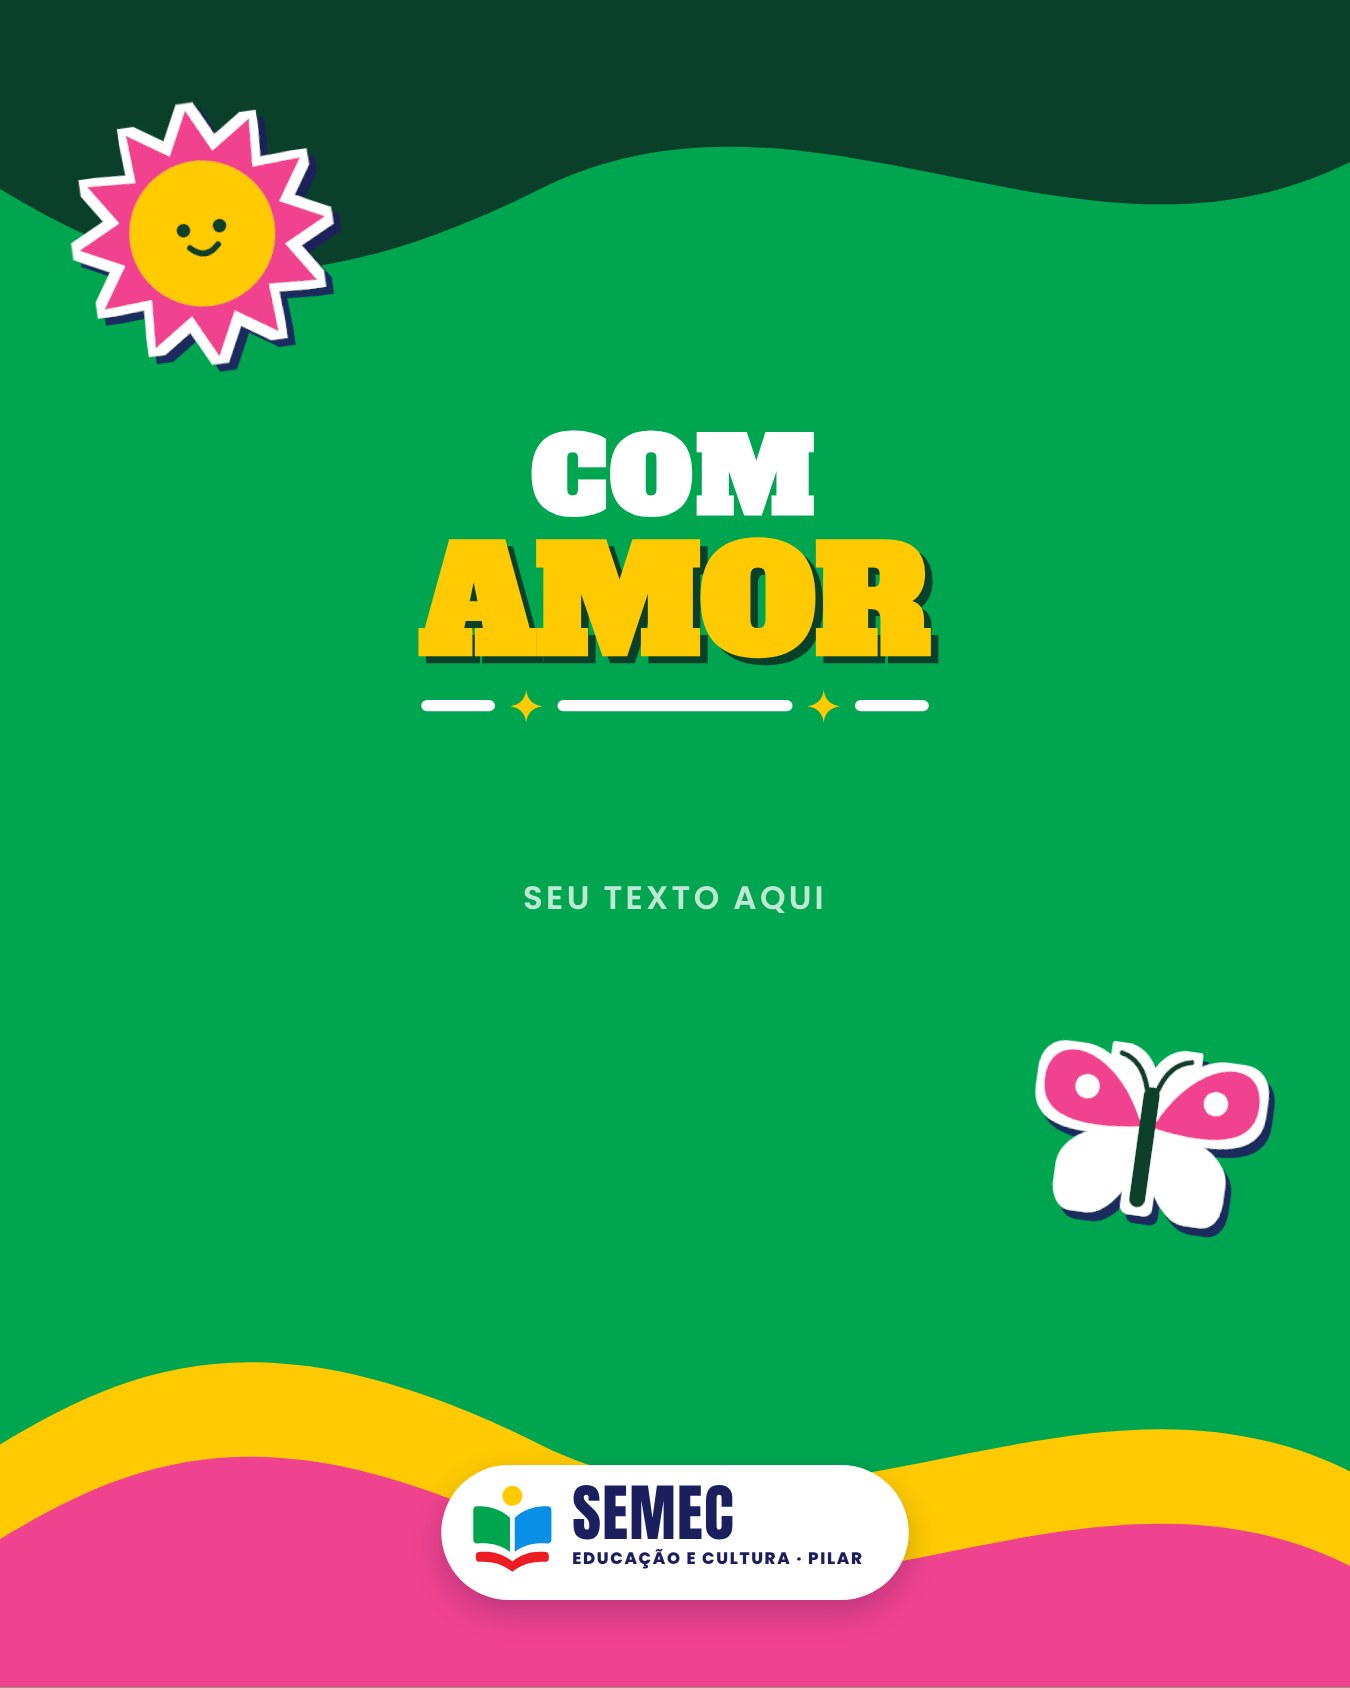 COM
AMOR
SEU TEXTO AQUI
SEMEC
EDUCAÇÃO E CULTURA · PILAR